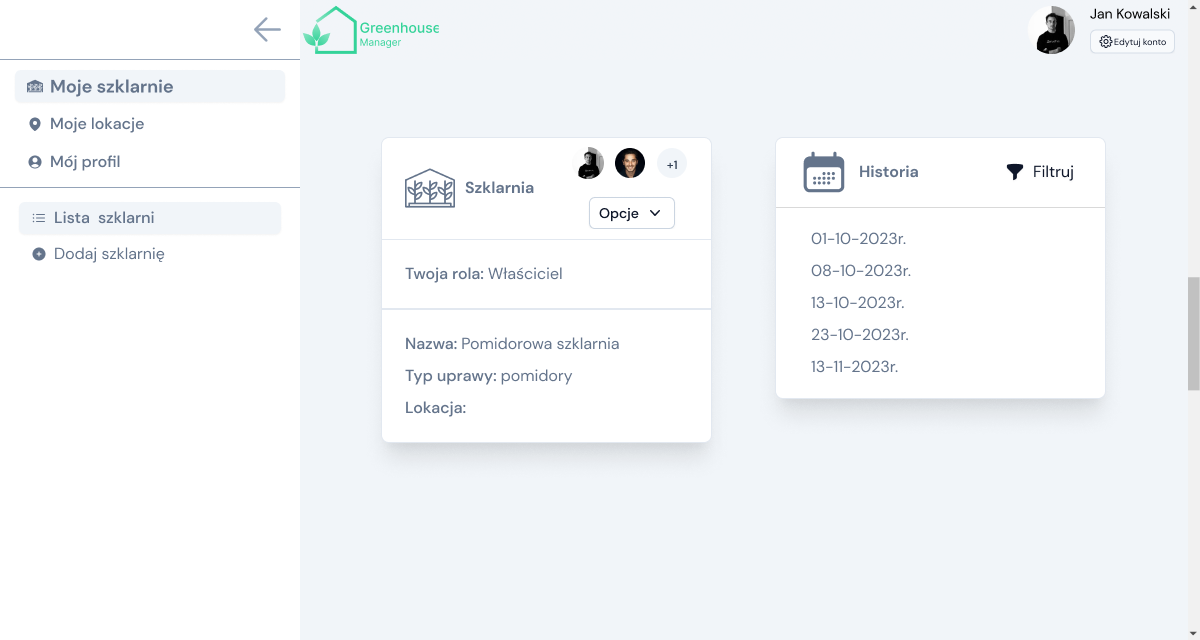 Moje szklarnie
Moje lokacje
Mój profil
Lista szklarni
Dodaj szklarnię
Greenhouse
Manager
Jan Kowalski
Edytuj konto
Szklarnia
+1
Opcje
Twoja rola: Właściciel
Nazwa: Pomidorowa szklarnia
Typ uprawy: pomidory
Lokacja:
Historia
Filtruj
01-10-2023r.
08-10-2023r.
13-10-2023r.
23-10-2023r.
13-11-2023r.